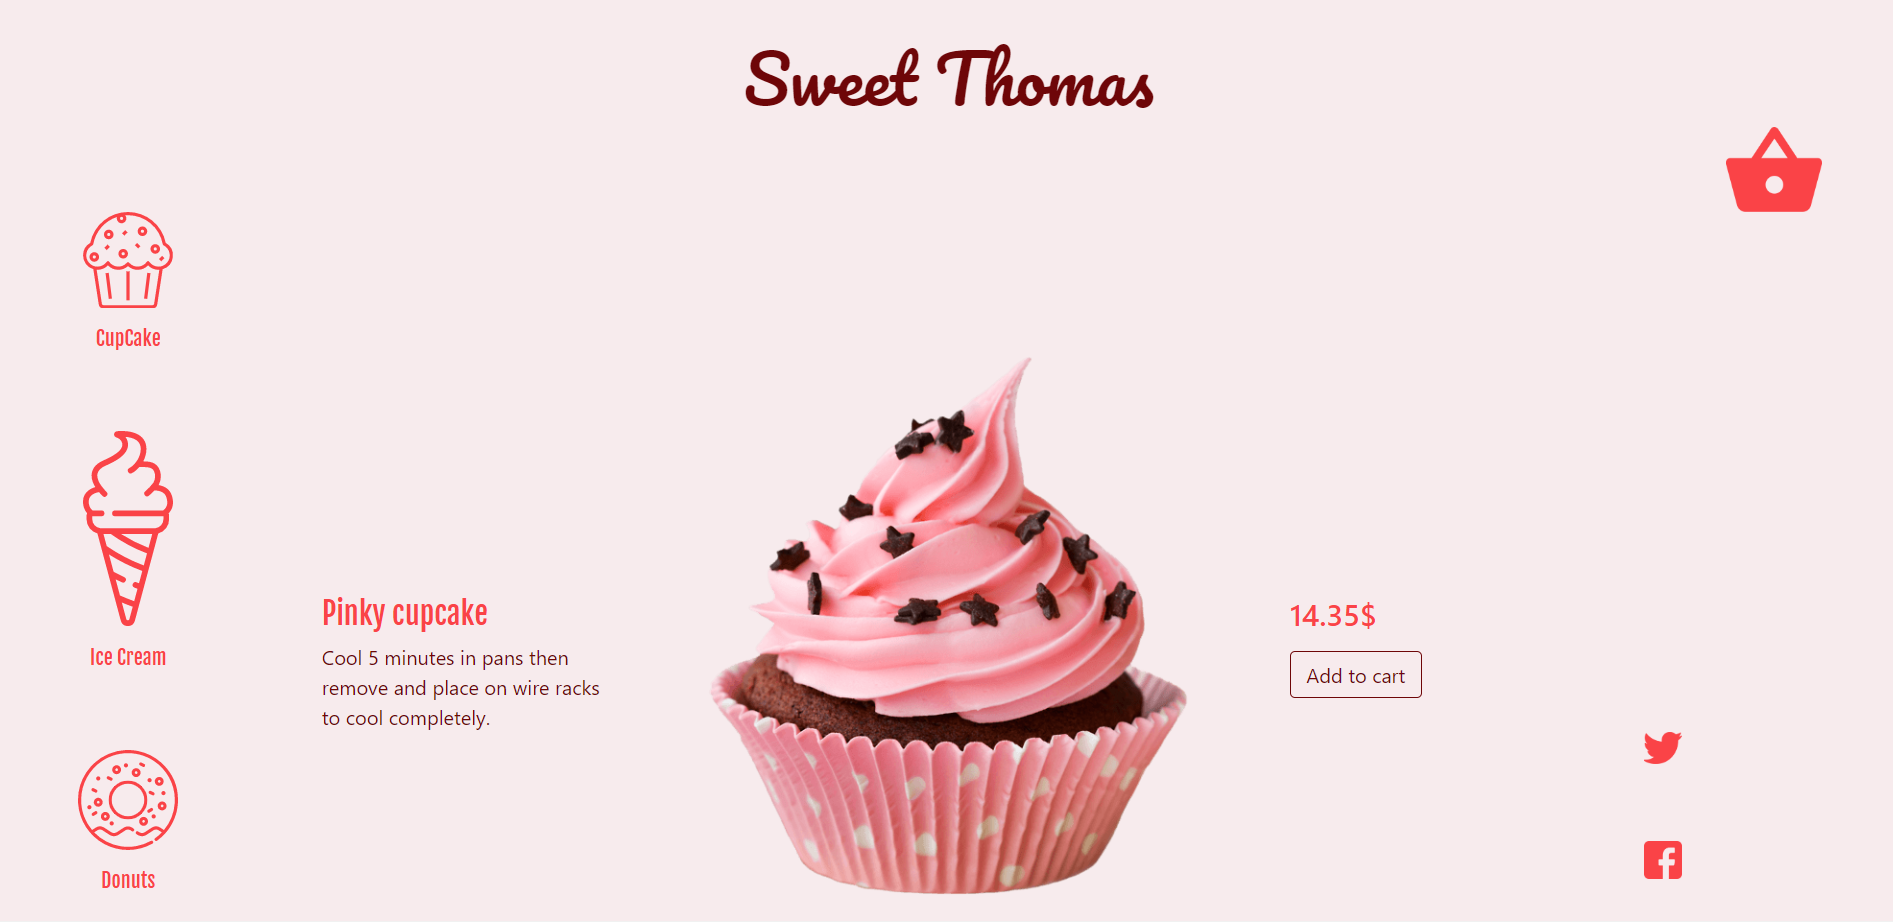 Sweet Thomas
CupCake
Ice Cream
Donuts
Pinky cupcake
Cool 5 minutes in pans then
remove and place on wire racks
to cool completely.
14.35$
Add to cart